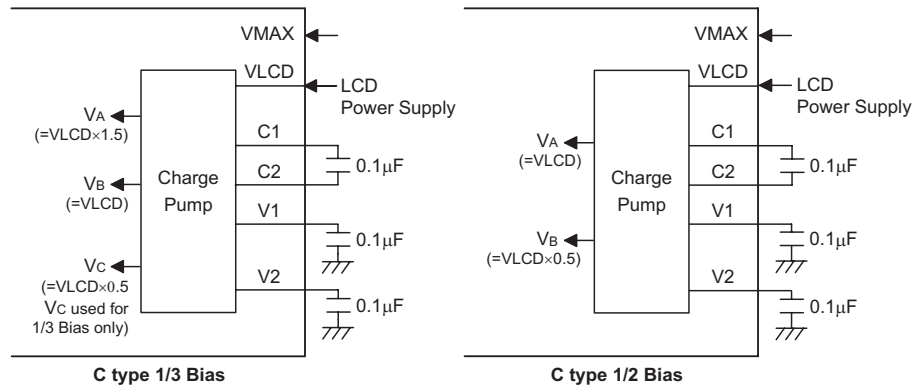 VMAX
VLCD
LCD
Power Supply
VA
(=VLCD×1.5)
C1
0.1μF
C2
VB
(=VLCD)
Charge
Pump
V1
0.1μF
VC
(=VLCD×0.5
VC used for
1/3 Bias only)
V2
0.1μF
C type 1/3 Bias
VMAX
VLCD
LCD
Power Supply
VA
(=VLCD)
C1
0.1μF
C2
Charge
Pump
V1
0.1μF
VB
(=VLCD×0.5)
V2
0.1μF
C type 1/2 Bias